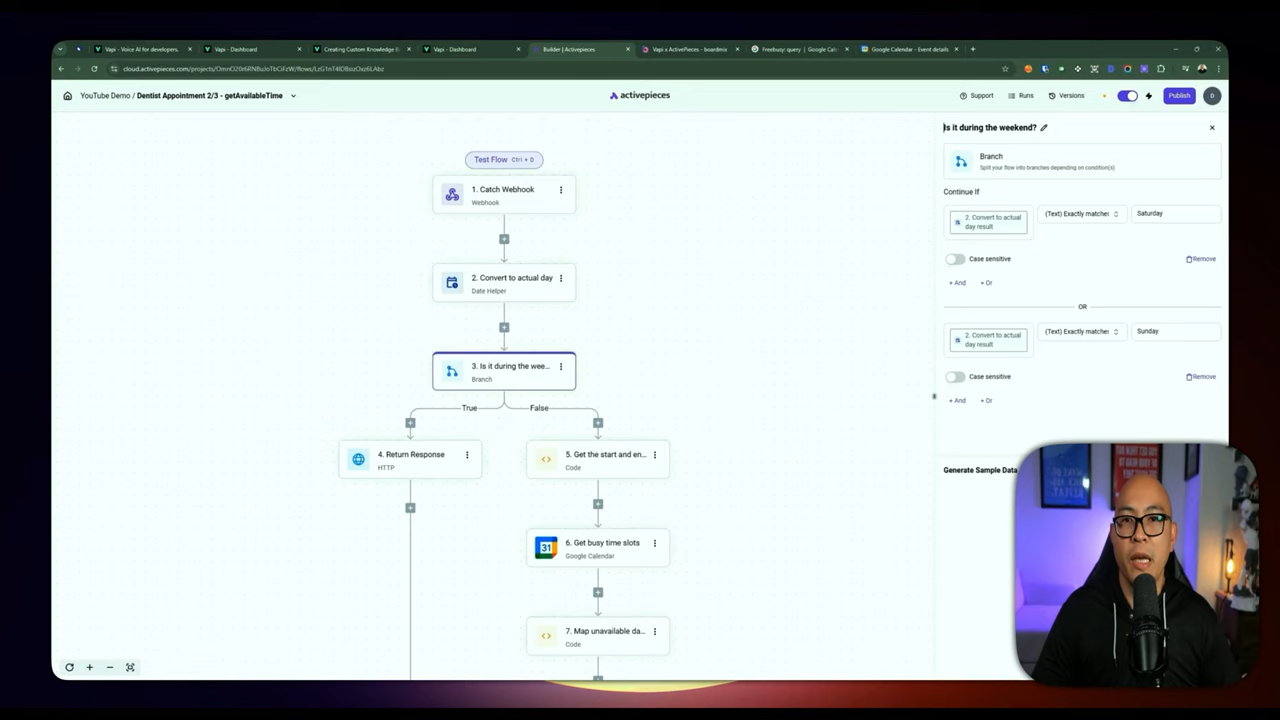 Vapi - Voice AI for developers.
Vapi - Dashboard
Creating Custom Knowledge B
Vapi - Dashboard
Builder | Activepieces
Vapi x ActivePieces - boardmix
Freebusy: query | Google Cal
Google Calendar - Event details
YouTube Demo / Dentist Appointment 2/3 - getAvailableTime
activepieces
Support
Runs
Versions
Publish
D
Test Flow Ctrl + D
1. Catch Webhook
Webhook
2. Convert to actual day
Date Helper
3. Is it during the wee...
Branch
True
False
4. Return Response
HTTP
5. Get the start and en...
Code
31
6. Get busy time slots
Google Calendar
7. Map unavailable da...
Code
Is it during the weekend?
Branch
Split your flow into branches depending on condition(s)
Continue If
2. Convert to actual day result
(Text) Exactly matches
Saturday
Case sensitive
Remove
+ And
+ Or
OR
2. Convert to actual day result
(Text) Exactly matches
Sunday
Case sensitive
Remove
+ And
+ Or
Generate Sample Data